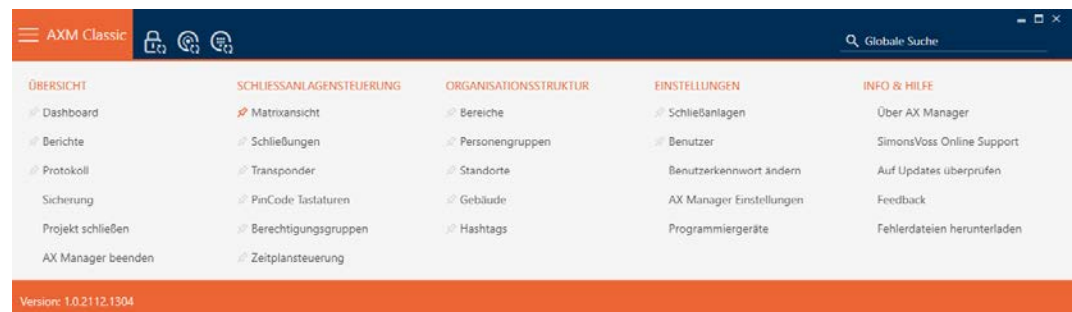 AXM Classic
Globale Suche
ÜBERSICHT
Dashboard
Berichte
Protokoll
Sicherung
Projekt schließen
AX Manager beenden
SCHLIESSANLAGENSTEUERUNG
Matrixansicht
Schließungen
Transponder
PinCode Tastaturen
Berechtigungsgruppen
Zeitplansteuerung
ORGANISATIONSSTRUKTUR
Bereiche
Personengruppen
Standorte
Gebäude
Hashtags
EINSTELLUNGEN
Schließanlagen
Benutzer
Benutzerkennwort ändern
AX Manager Einstellungen
Programmiergeräte
INFO & HILFE
Über AX Manager
SimonsVoss Online Support
Auf Updates überprüfen
Feedback
Fehlerdateien herunterladen
Version: 1.0.2112.1304